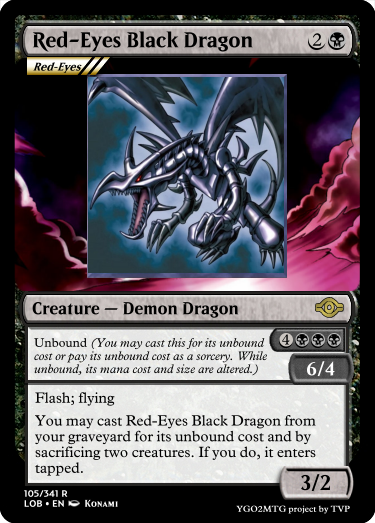 Red-Eyes Black Dragon 2
Red-Eyes
Creature — Demon Dragon
Unbound (You may cast this for its unbound
cost or pay its unbound cost as a sorcery. While
unbound, its mana cost and size are altered.)
4
6/4
Flash; flying
You may cast Red-Eyes Black Dragon from
your graveyard for its unbound cost and by
sacrificing two creatures. If you do, it enters
tapped.
3/2
105/341 R
LOB • EN Konami
YGO2MTG project by TVP